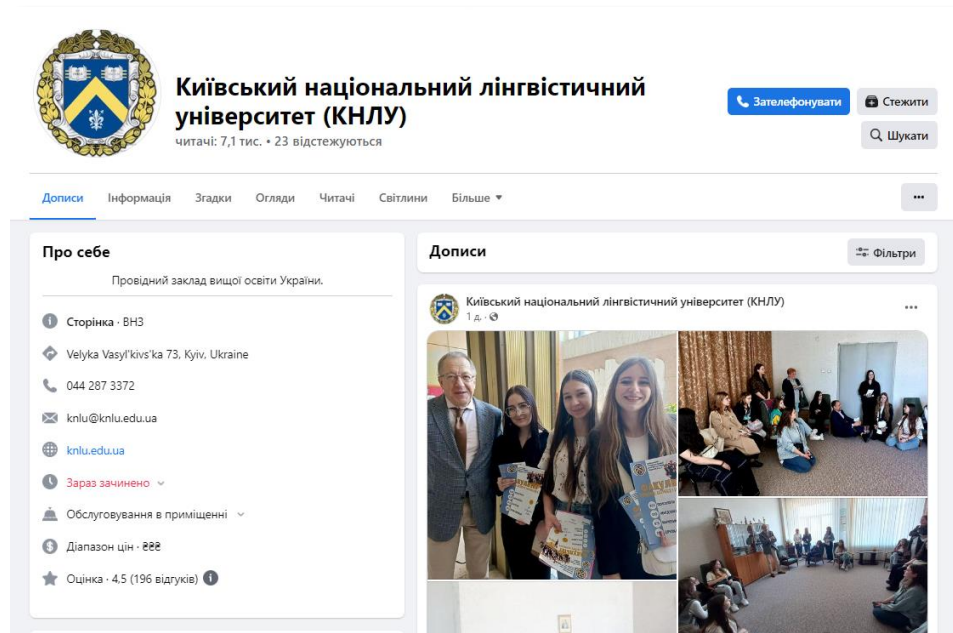 Київський національний лінгвістичний
університет (КНЛУ)
читачі: 7,1 тис. • 23 відстежуються
Зателефонувати
Стежити
Шукати
Дописи Інформація Згадки Огляди Читачі Світлини Більше
Про себе
Провідний заклад вищої освіти України.
Сторінка · ВНЗ
Velyka Vasyl'kivs'ka 73, Kyiv, Ukraine
044 287 3372
knlu@knlu.edu.ua
knlu.edu.ua
Зараз зачинено
Обслуговування в приміщенні
Діапазон цін · ₴₴₴
Оцінка · 4,5 (196 відгуків)
Дописи
Фільтри
Київський національний лінгвістичний університет (КНЛУ)
1 д. ·